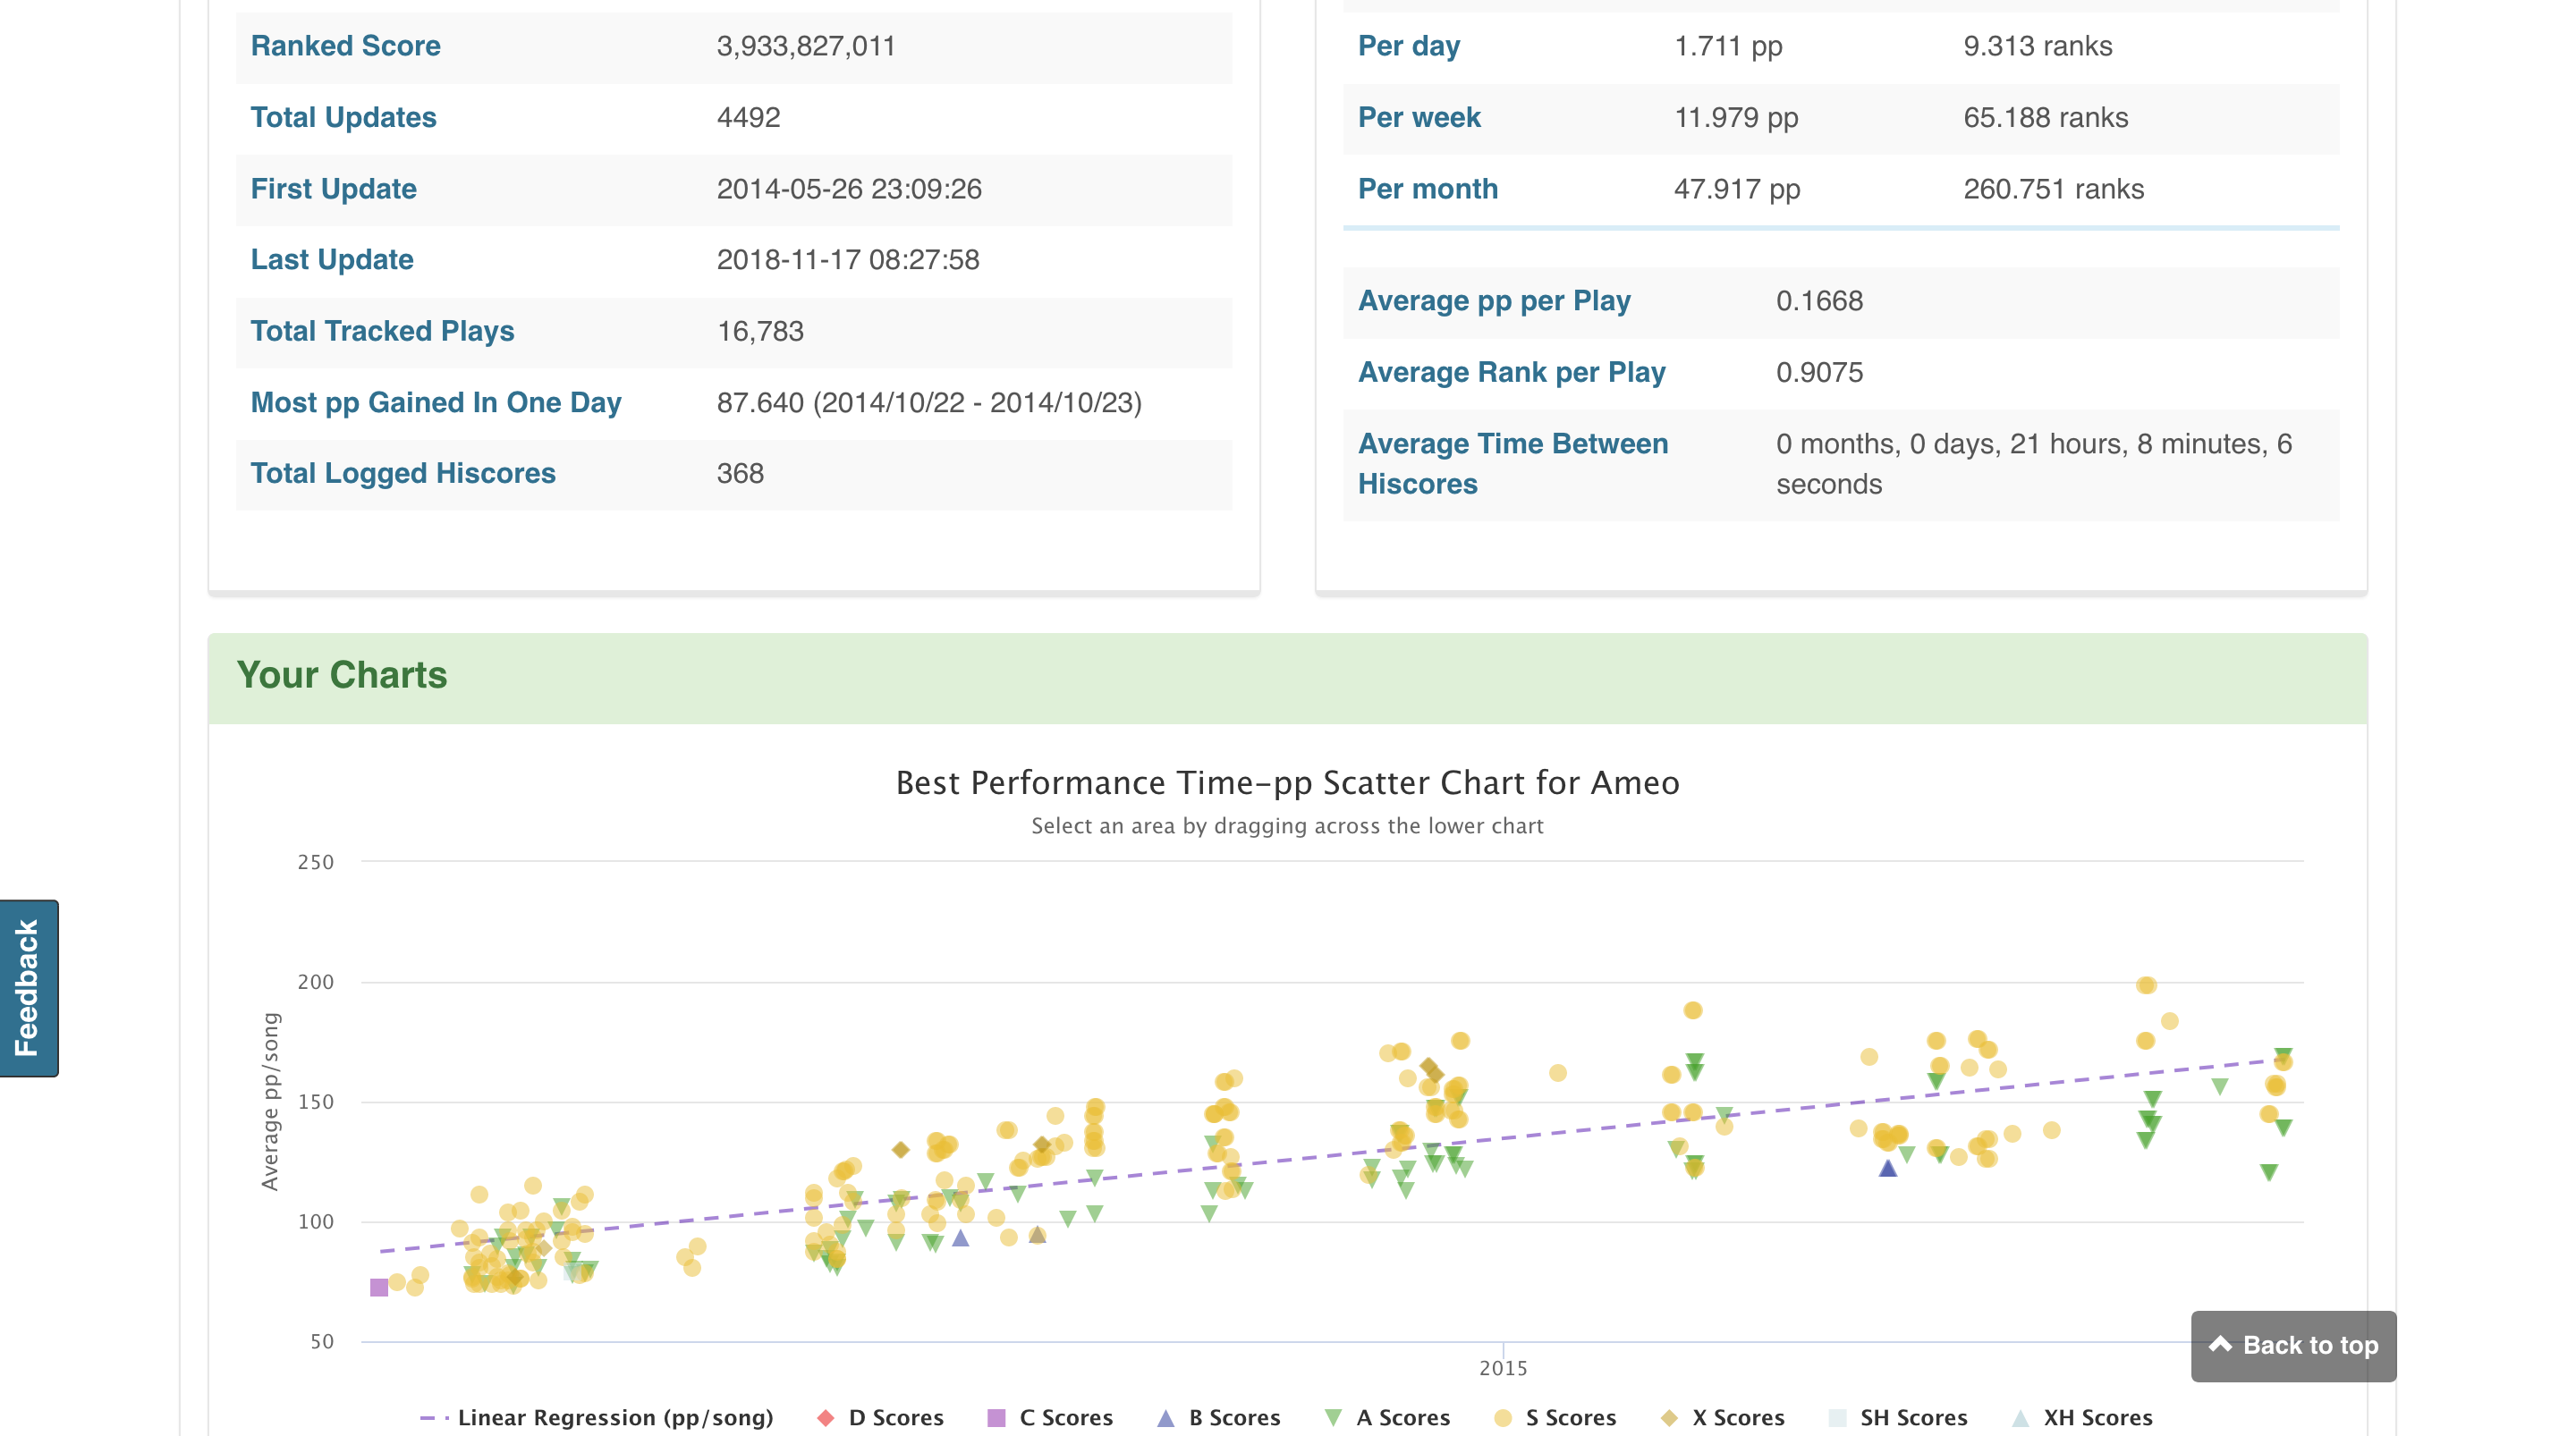 Ranked Score 3,933,827,011
Total Updates 4492
First Update 2014-05-26 23:09:26
Last Update 2018-11-17 08:27:58
Total Tracked Plays 16,783
Most pp Gained In One Day 87.640 (2014/10/22 - 2014/10/23)
Total Logged Hiscores 368
Per day 1.711 pp 9.313 ranks
Per week 11.979 pp 65.188 ranks
Per month 47.917 pp 260.751 ranks
Average pp per Play 0.1668
Average Rank per Play 0.9075
Average Time Between 0 months, 0 days, 21 hours, 8 minutes, 6
Hiscores seconds
Your Charts
Best Performance Time-pp Scatter Chart for Ameo
Select an area by dragging across the lower chart
250
200
150
100
50
Average pp/song
2015
Linear Regression (pp/song) D Scores C Scores B Scores A Scores S Scores X Scores SH Scores XH Scores
Feedback
Back to top